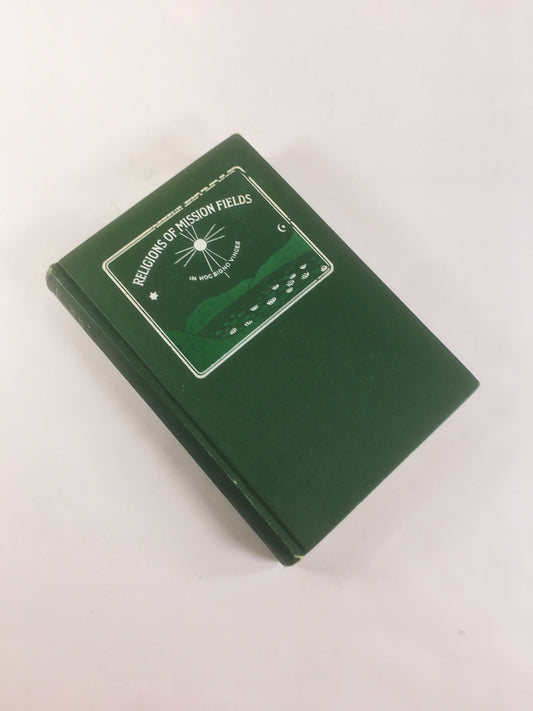 RELIGIONS OF MISSION FIELDS
IN HOC SIGNO VINCES